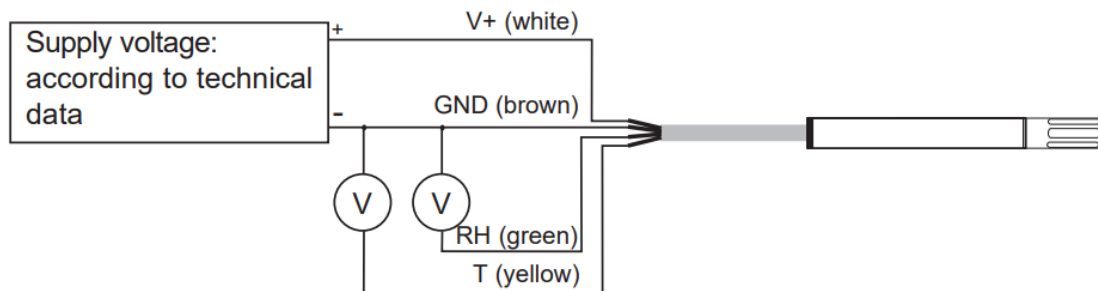 V+ (white)
+
Supply voltage:
according to technical
data
GND (brown)
-
V
V
RH (green)
T (yellow)